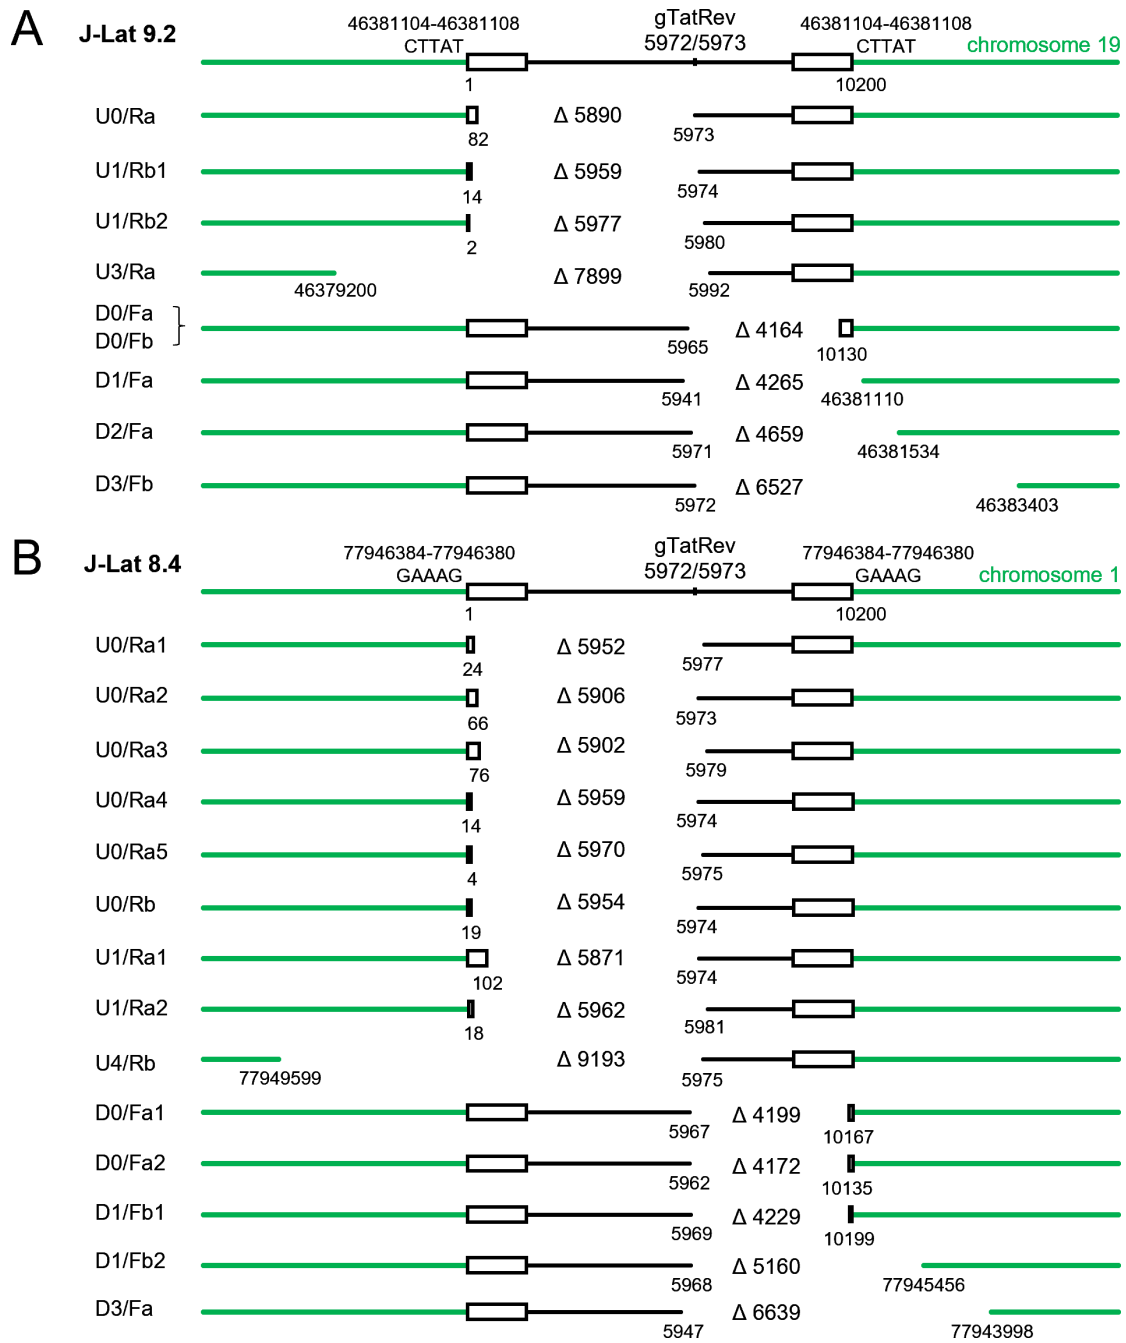 A
J-Lat 9.2
46381104-46381108
CTTAT
gTatRev
5972/5973
46381104-46381108
CTTAT
chromosome 19
1
10200
U0/Ra
Δ 5890
82
5973
U1/Rb1
Δ 5959
14
5974
U1/Rb2
Δ 5977
2
5980
U3/Ra
Δ 7899
46379200
5992
D0/Fa
D0/Fb
Δ 4164
5965
10130
D1/Fa
Δ 4265
5941
46381110
D2/Fa
Δ 4659
5971
46381534
D3/Fb
Δ 6527
5972
46383403
B
J-Lat 8.4
77946384-77946380
GAAAG
gTatRev
5972/5973
77946384-77946380
GAAAG
chromosome 1
1
10200
U0/Ra1
Δ 5952
24
5977
U0/Ra2
Δ 5906
66
5973
U0/Ra3
Δ 5902
76
5979
U0/Ra4
Δ 5959
14
5974
U0/Ra5
Δ 5970
4
5975
U0/Rb
Δ 5954
19
5974
U1/Ra1
Δ 5871
102
5974
U1/Ra2
Δ 5962
18
5981
U4/Rb
Δ 9193
77949599
5975
D0/Fa1
Δ 4199
5967
10167
D0/Fa2
Δ 4172
5962
10135
D1/Fb1
Δ 4229
5969
10199
D1/Fb2
Δ 5160
5968
77945456
D3/Fa
Δ 6639
5947
77943998